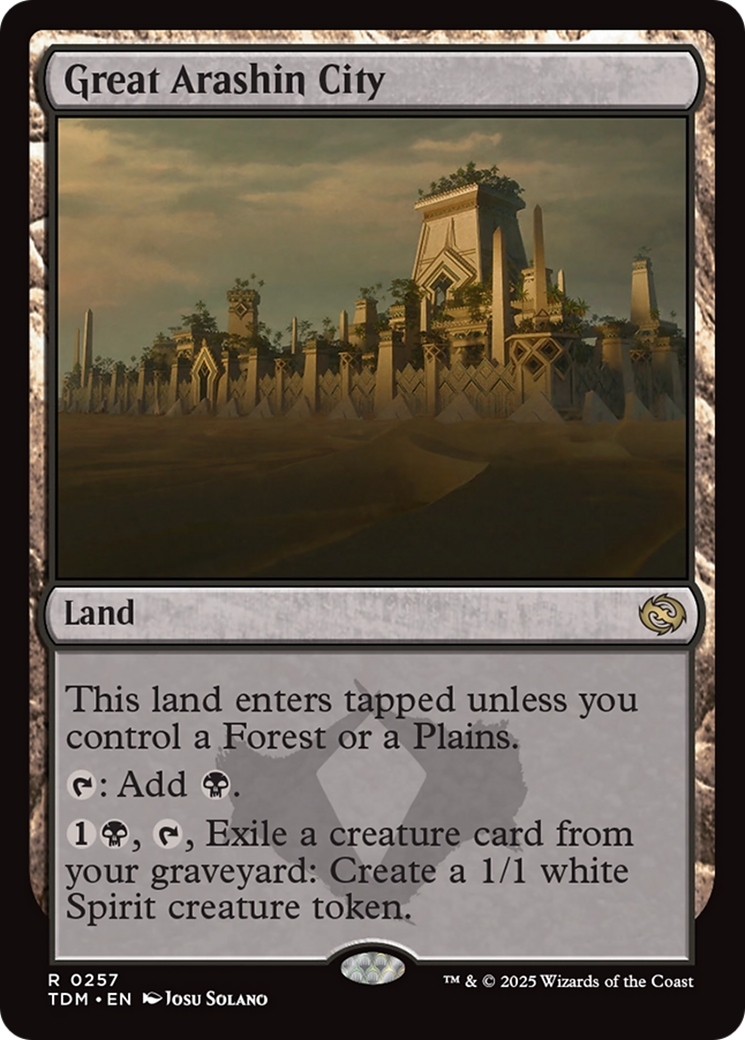 Great Arashin City
Land
This land enters tapped unless you
control a Forest or a Plains.
: Add .
1, , Exile a creature card from
your graveyard: Create a 1/1 white
Spirit creature token.
R 0257
TDM • EN Josu Solano
™ & © 2025 Wizards of the Coast